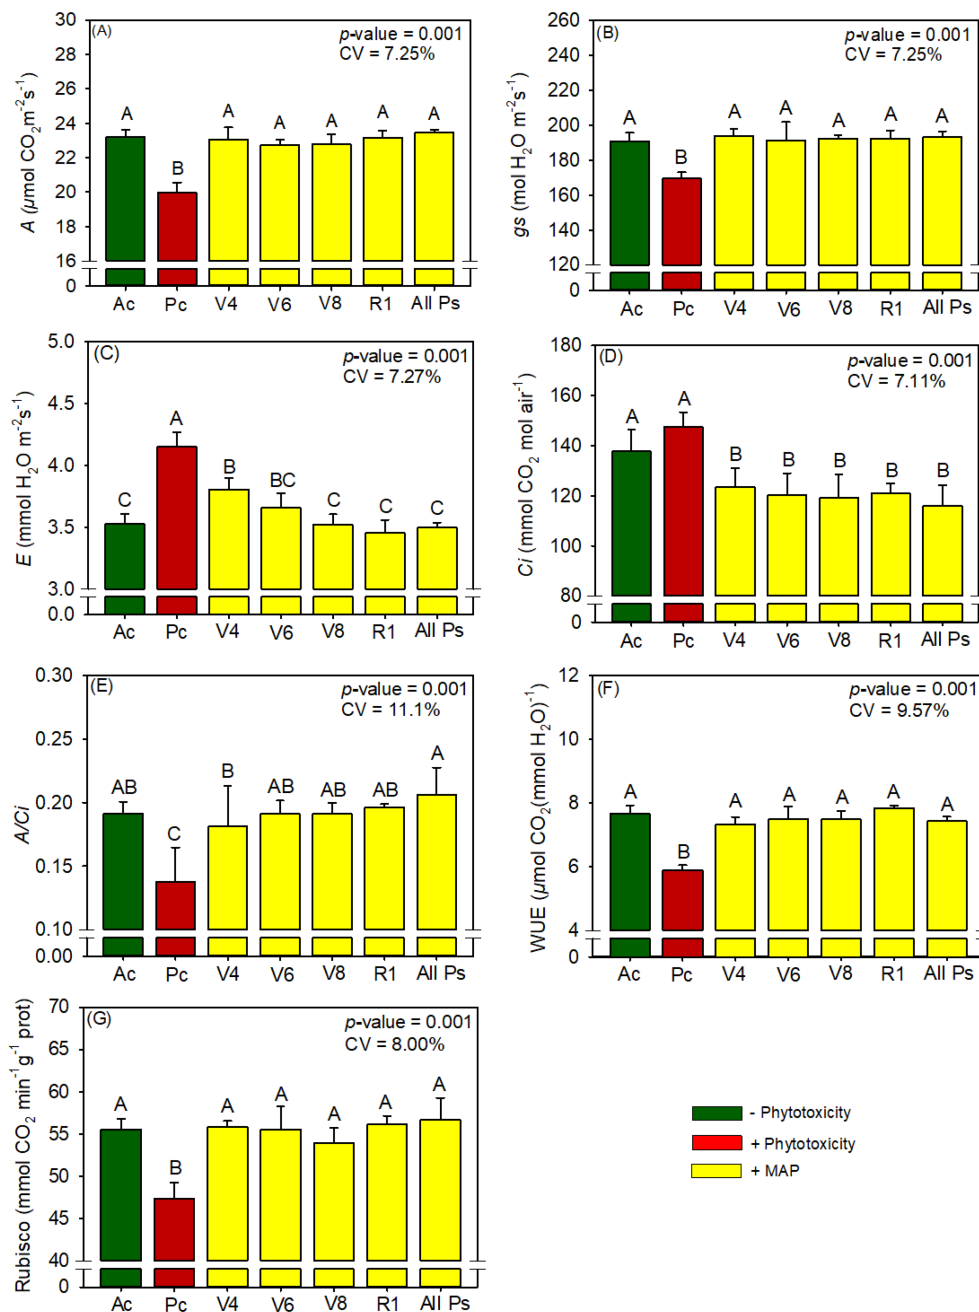 (A)
p-value = 0.001
CV = 7.25%
A (µmol CO2m-2s-1)
30
28
26
24
22
20
18
16
0
A
B
A
A
A
A
A
Ac Pc V4 V6 V8 R1 All Ps
(B)
p-value = 0.001
CV = 7.25%
gs (mol H2O m-2s-1)
260
240
220
200
180
160
140
120
0
A
B
A
A
A
A
A
Ac Pc V4 V6 V8 R1 All Ps
(C)
p-value = 0.001
CV = 7.27%
E (mmol H2O m-2s-1)
5.0
4.5
4.0
3.5
3.0
0.0
C
A
B
BC
C
C
C
Ac Pc V4 V6 V8 R1 All Ps
(D)
p-value = 0.001
CV = 7.11%
Ci (mmol CO2 mol air-1)
180
160
140
120
100
80
0
A
A
B
B
B
B
B
Ac Pc V4 V6 V8 R1 All Ps
(E)
p-value = 0.001
CV = 11.1%
A/Ci
0.30
0.25
0.20
0.15
0.10
0.00
AB
C
B
AB
AB
AB
A
Ac Pc V4 V6 V8 R1 All Ps
(F)
p-value = 0.001
CV = 9.57%
WUE (µmol CO2(mmol H2O)-1)
12
10
8
6
4
0
A
B
A
A
A
A
A
Ac Pc V4 V6 V8 R1 All Ps
(G)
p-value = 0.001
CV = 8.00%
Rubisco (mmol CO2 min-1g-1 prot)
70
65
60
55
50
45
40
0
A
B
A
A
A
A
A
Ac Pc V4 V6 V8 R1 All Ps
- Phytotoxicity
+ Phytotoxicity
+ MAP